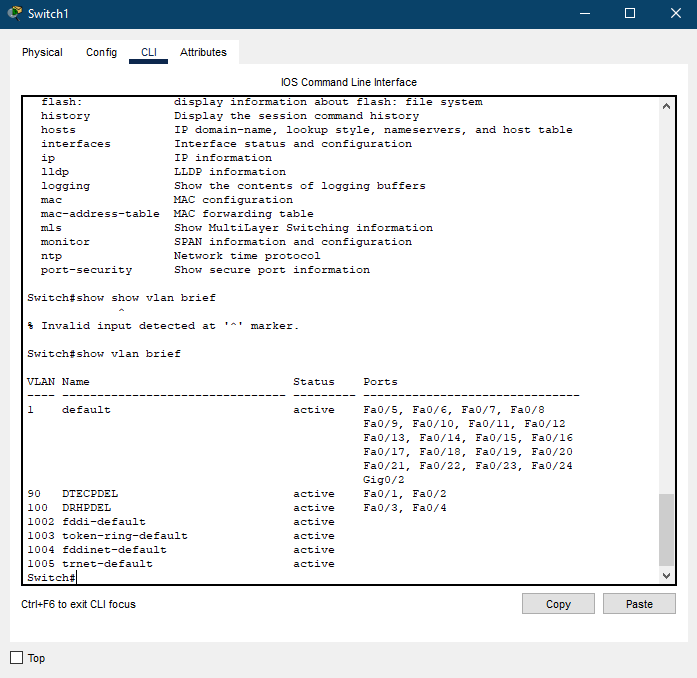 Switch1
Physical Config CLI Attributes
IOS Command Line Interface
flash: display information about flash: file system
history Display the session command history
hosts IP domain-name, lookup style, nameservers, and host table
interfaces Interface status and configuration
ip IP information
lldp LLDP information
logging Show the contents of logging buffers
mac MAC configuration
mac-address-table MAC forwarding table
mls Show MultiLayer Switching information
monitor SPAN information and configuration
ntp Network time protocol
port-security Show secure port information
Switch#show show vlan brief
^
% Invalid input detected at '^' marker.
Switch#show vlan brief
VLAN Name Status Ports
---- -------------------------------- --------- -------------------------------
1 default active Fa0/5, Fa0/6, Fa0/7, Fa0/8
Fa0/9, Fa0/10, Fa0/11, Fa0/12
Fa0/13, Fa0/14, Fa0/15, Fa0/16
Fa0/17, Fa0/18, Fa0/19, Fa0/20
Fa0/21, Fa0/22, Fa0/23, Fa0/24
Gig0/2
90 DTECPDEL active Fa0/1, Fa0/2
100 DRHPDEL active Fa0/3, Fa0/4
1002 fddi-default active
1003 token-ring-default active
1004 fddinet-default active
1005 trnet-default active
Switch#
Ctrl+F6 to exit CLI focus
Copy Paste
Top